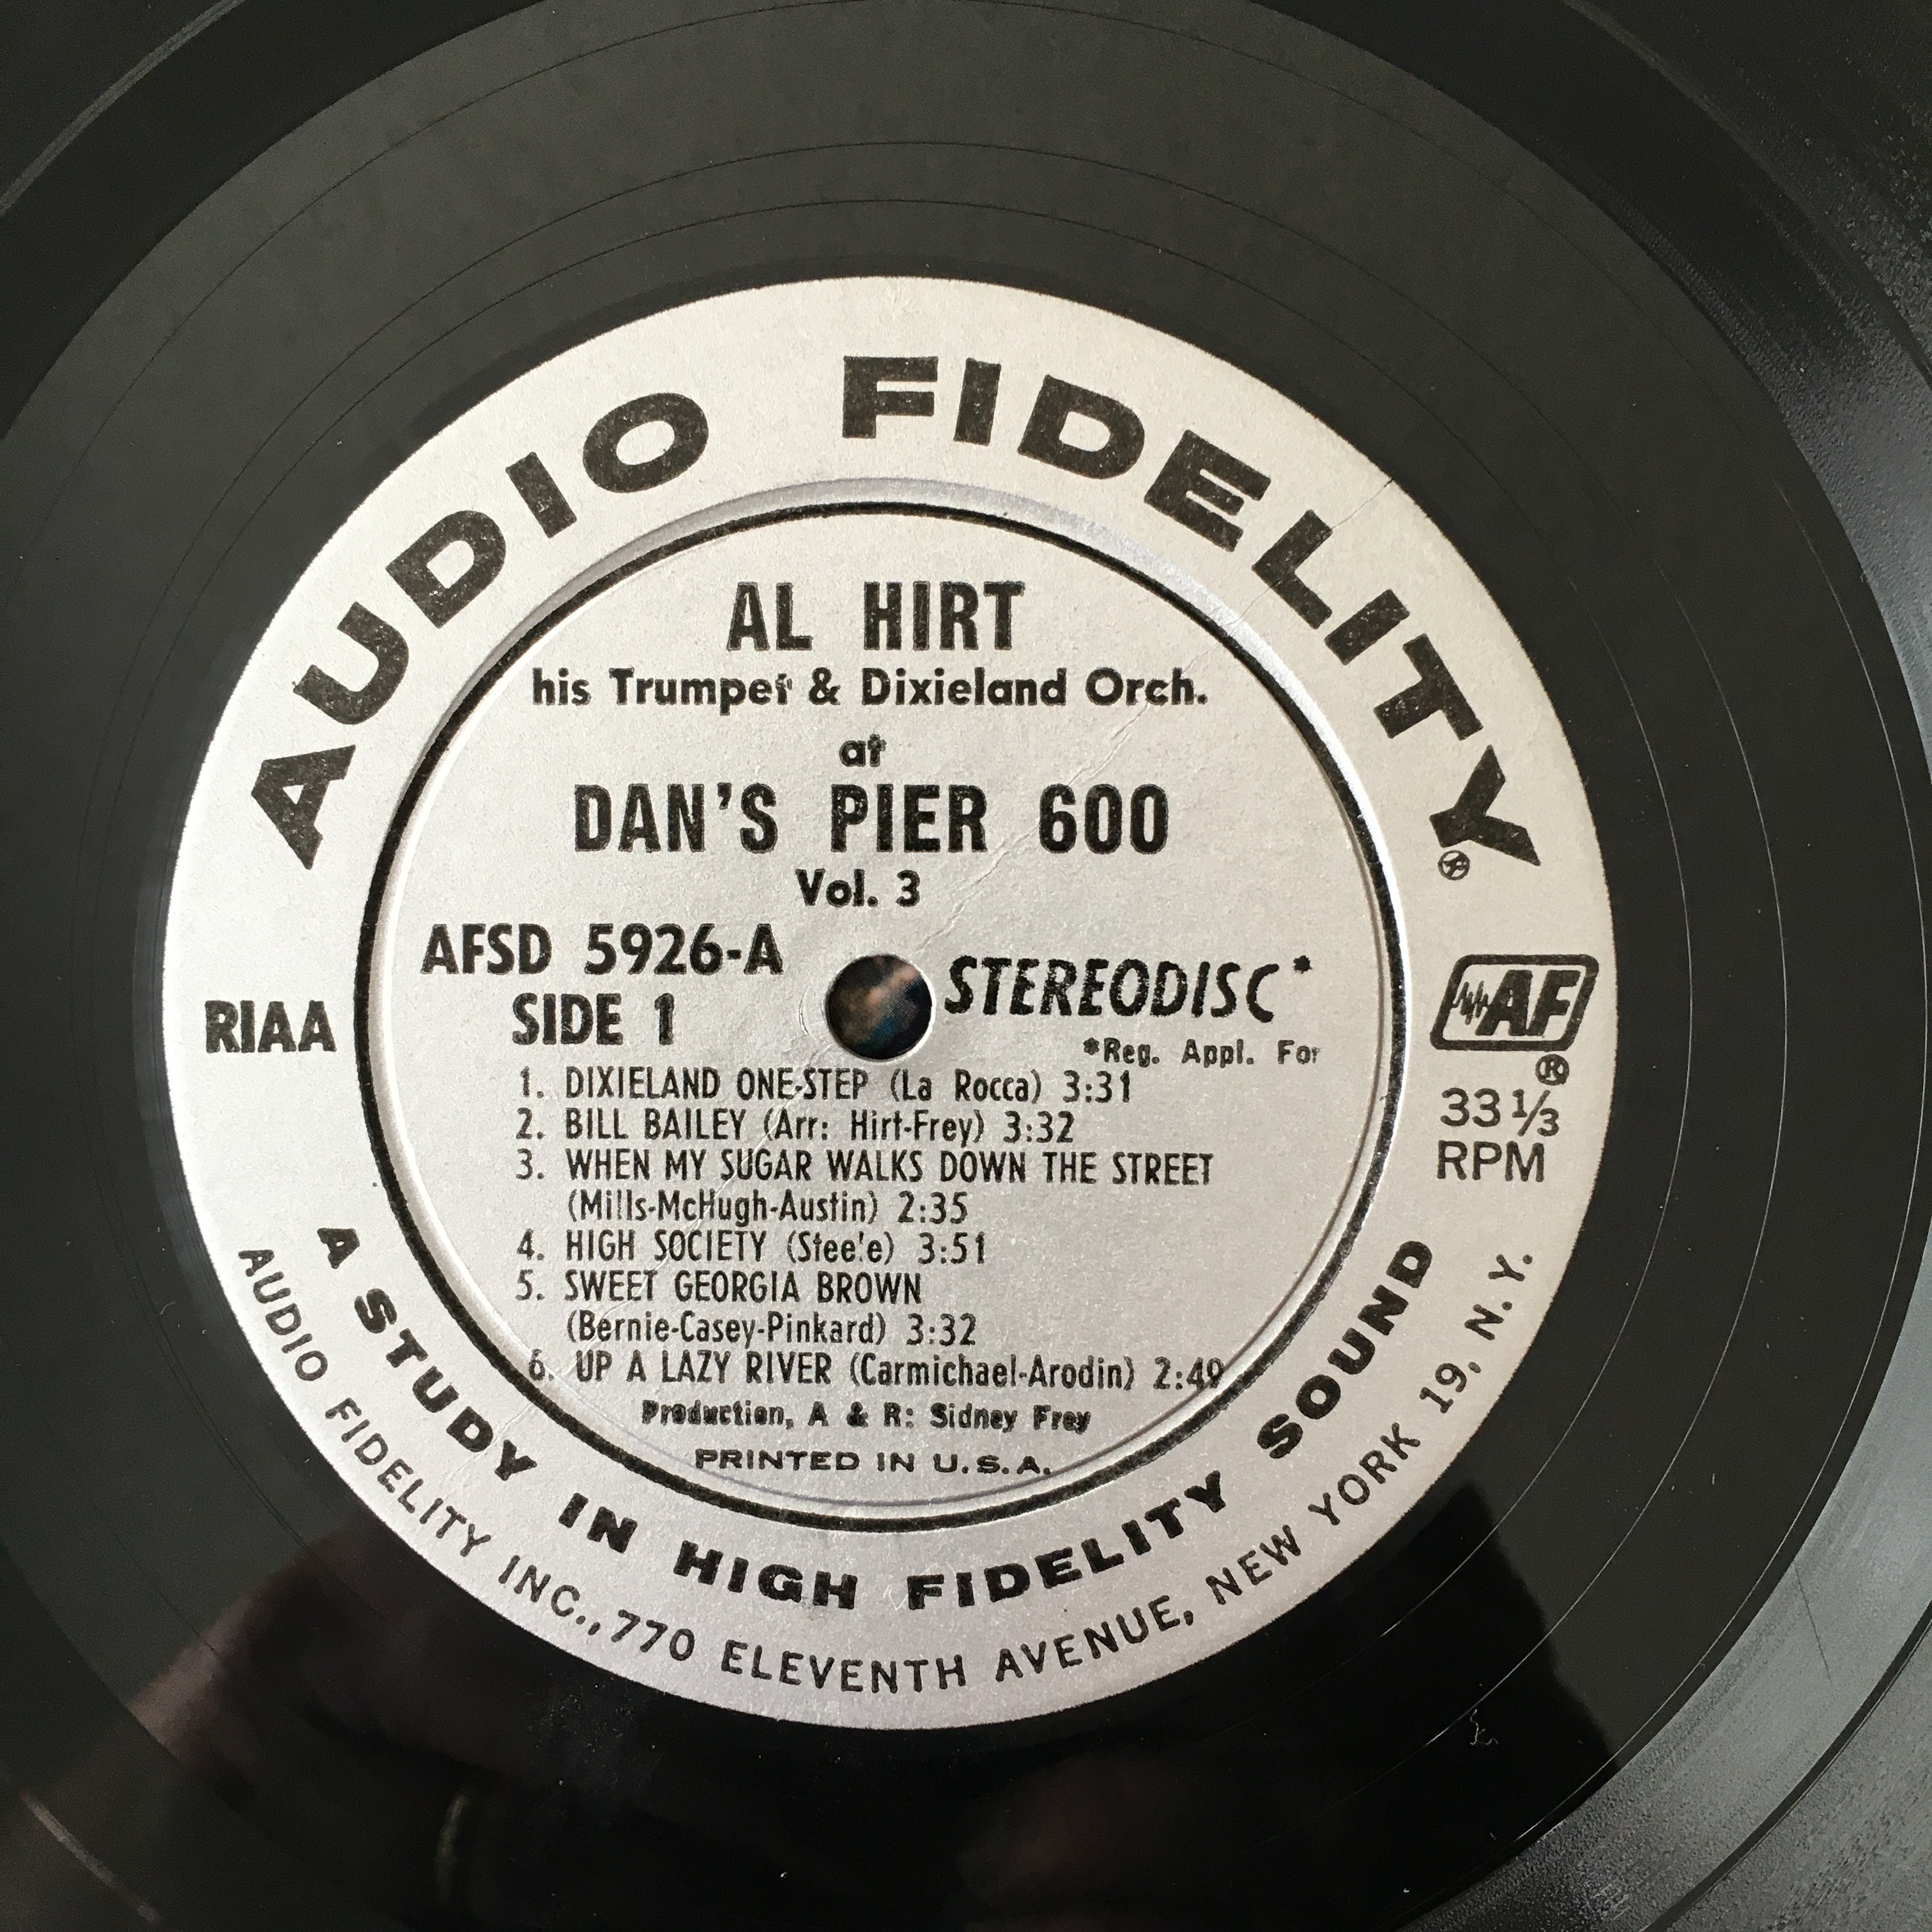 AUDIO FIDELITY®
AL HIRT
his Trumpet & Dixieland Orch.
at
DAN'S PIER 600
Vol. 3
AFSD 5926-A
STEREODISC*
RIAA
SIDE 1
*Reg. Appl. For
AF®
33 1/3
RPM
1. DIXIELAND ONE-STEP (La Rocca) 3:31
2. BILL BAILEY (Arr: Hirt-Frey) 3:32
3. WHEN MY SUGAR WALKS DOWN THE STREET
(Mills-McHugh-Austin) 2:35
4. HIGH SOCIETY (Steele) 3:51
5. SWEET GEORGIA BROWN
(Bernie-Casey-Pinkard) 3:32
6. UP A LAZY RIVER (Carmichael-Arodin) 2:49
Production, A & R: Sidney Frey
PRINTED IN U.S.A.
A STUDY IN HIGH FIDELITY SOUND
AUDIO FIDELITY INC., 770 ELEVENTH AVENUE, NEW YORK 19, N.Y.